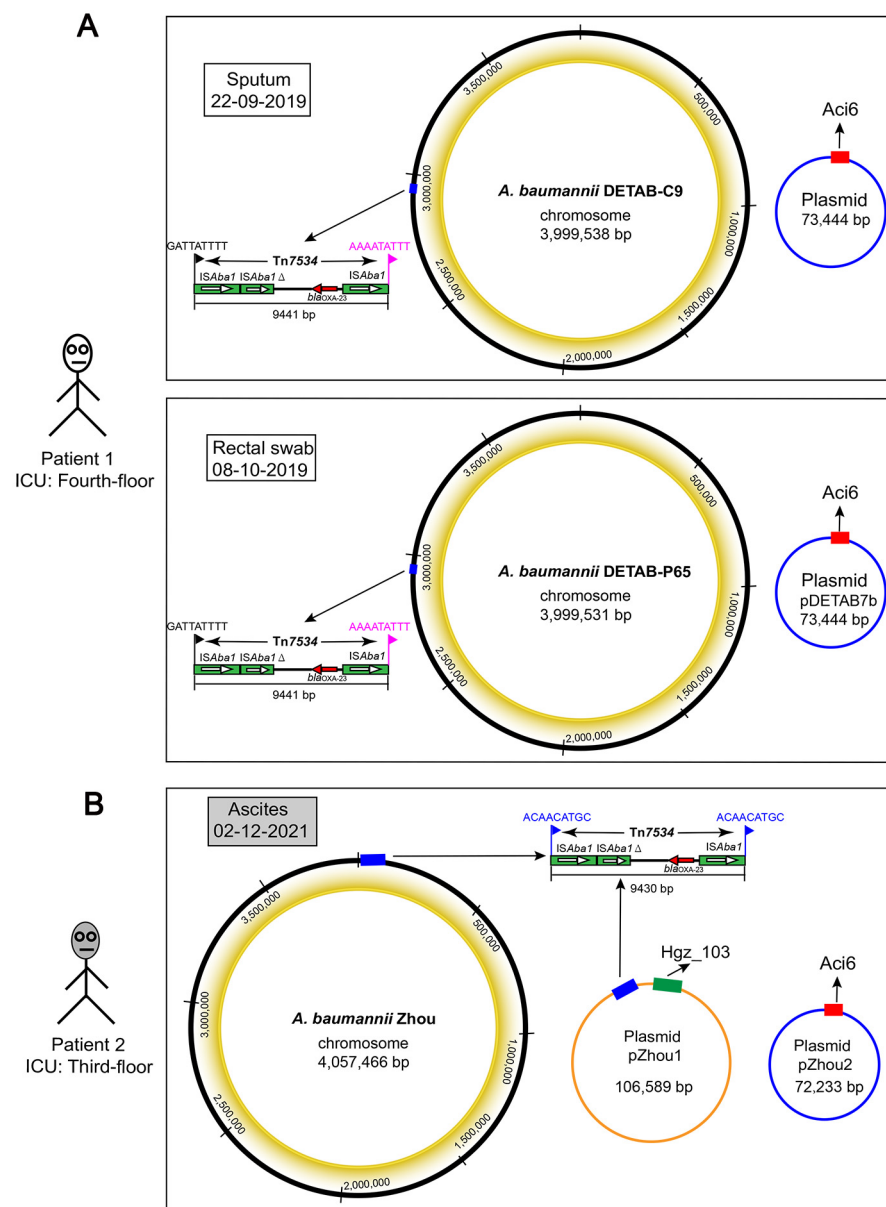 A
Sputum
22-09-2019
3,500,000
500,000
1,000,000
1,500,000
2,000,000
2,500,000
3,000,000
A. baumannii DETAB-C9
chromosome
3,999,538 bp
Aci6
Plasmid
73,444 bp
GATTATTTT
AAAATATTT
Tn7534
ISAba1 ISAba1 Δ ISAba1
blaOXA-23
9441 bp
Patient 1
ICU: Fourth-floor
Rectal swab
08-10-2019
3,500,000
500,000
1,000,000
1,500,000
2,000,000
2,500,000
3,000,000
A. baumannii DETAB-P65
chromosome
3,999,531 bp
Aci6
Plasmid
pDETAB7b
73,444 bp
GATTATTTT
AAAATATTT
Tn7534
ISAba1 ISAba1 Δ ISAba1
blaOXA-23
9441 bp
B
Ascites
02-12-2021
3,500,000
500,000
1,000,000
1,500,000
2,000,000
2,500,000
3,000,000
A. baumannii Zhou
chromosome
4,057,466 bp
ACAACATGC
ACAACATGC
Tn7534
ISAba1 ISAba1 Δ ISAba1
blaOXA-23
9430 bp
Hgz_103
Plasmid
pZhou1
106,589 bp
Aci6
Plasmid
pZhou2
72,233 bp
Patient 2
ICU: Third-floor